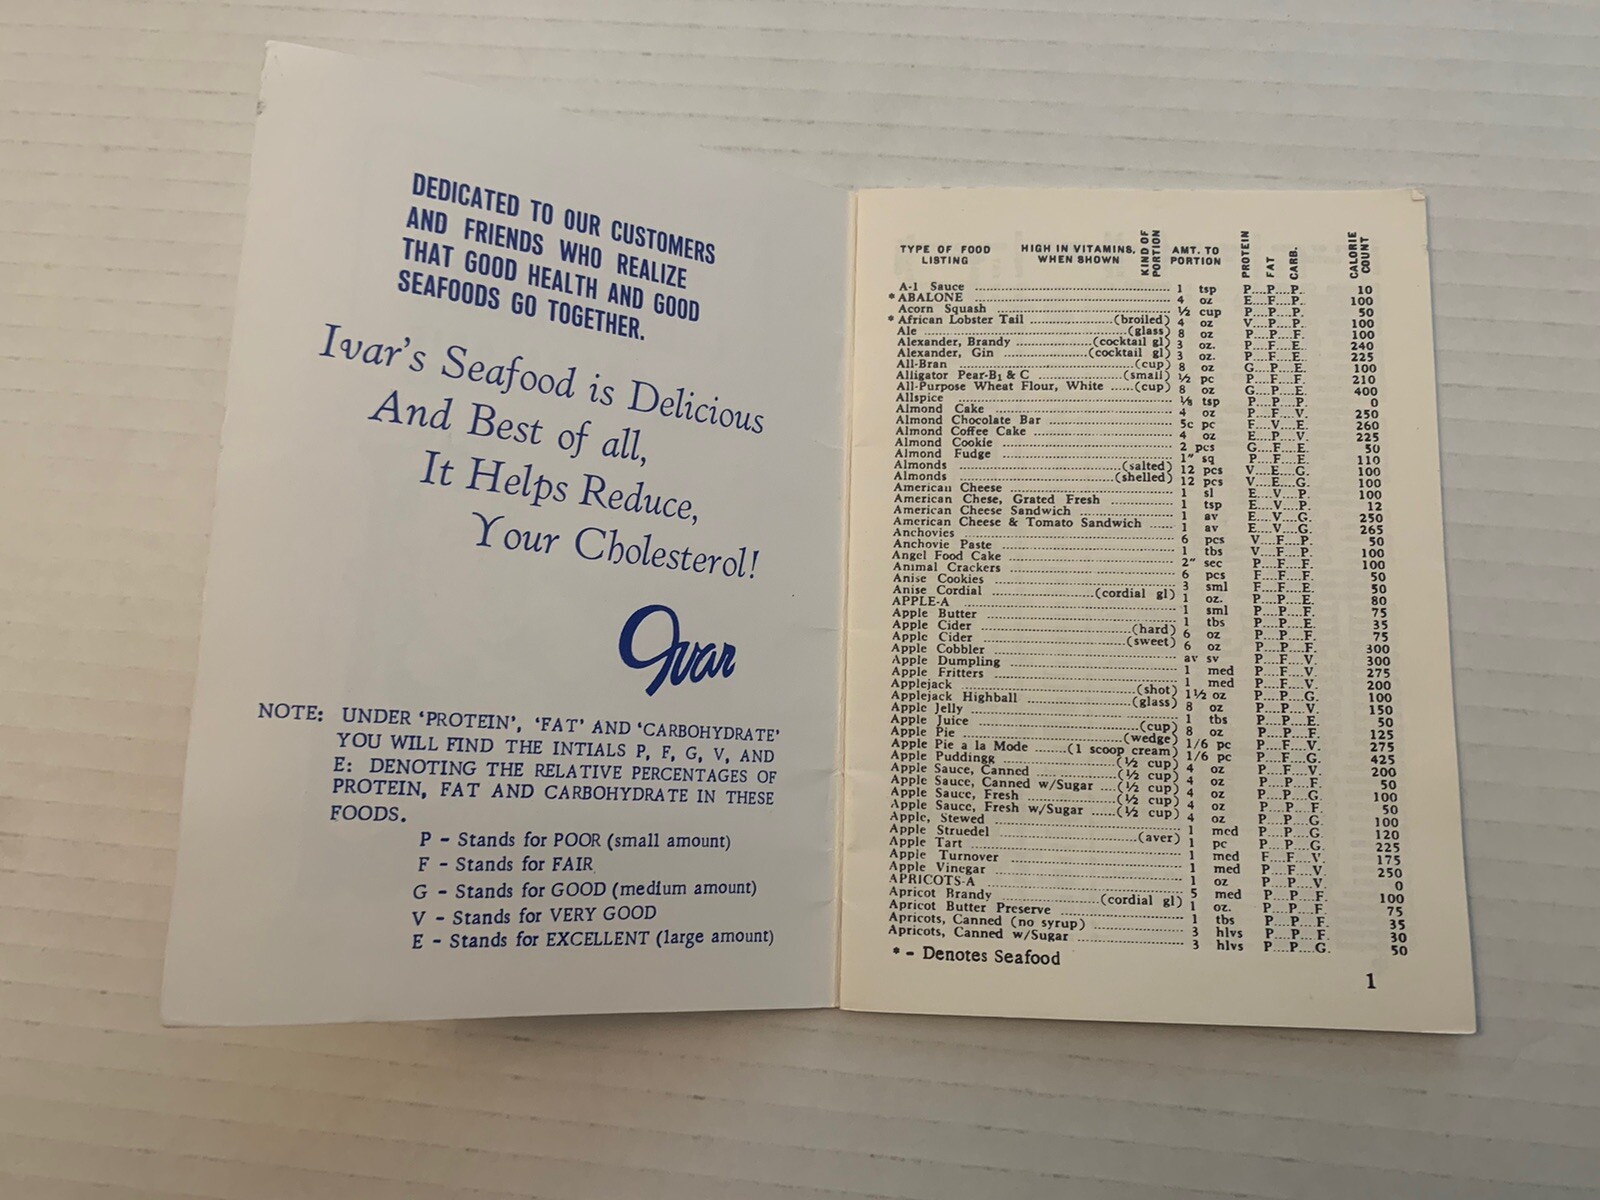 DEDICATED TO OUR CUSTOMERS
AND FRIENDS WHO REALIZE
THAT GOOD HEALTH AND GOOD
SEAFOODS GO TOGETHER.
Ivar's Seafood is Delicious
And Best of all,
It Helps Reduce,
Your Cholesterol!
Ivar
NOTE: UNDER 'PROTEIN', 'FAT' AND 'CARBOHYDRATE'
YOU WILL FIND THE INTIALS P, F, G, V, AND
E: DENOTING THE RELATIVE PERCENTAGES OF
PROTEIN, FAT AND CARBOHYDRATE IN THESE
FOODS.
P - Stands for POOR (small amount)
F - Stands for FAIR
G - Stands for GOOD (medium amount)
V - Stands for VERY GOOD
E - Stands for EXCELLENT (large amount)
TYPE OF FOOD LISTING HIGH IN VITAMINS, WHEN SHOWN KIND OF PORTION AMT. TO PORTION PROTEIN FAT CARB. CALORIE COUNT
A-1 Sauce 1 tsp P....P....P. 10
*ABALONE 4 oz E....F....P. 100
Acorn Squash ½ cup P....P....P. 50
*African Lobster Tail (broiled) 4 oz V....P....P. 100
Ale (glass) 8 oz P....P....F. 100
Alexander, Brandy (cocktail gl) 3 oz. P....F....E. 240
Alexander, Gin (cocktail gl) 3 oz. P....F....E. 225
All-Bran (cup) 8 oz G....P....E. 100
Alligator Pear-B₁ & C (small) ½ pc P....F....F. 210
All-Purpose Wheat Flour, White (cup) 8 oz G....P....E. 400
Allspice ⅛ tsp P....P....P. 0
Almond Cake 4 oz P....F....V. 250
Almond Chocolate Bar 5c pc F....V....E. 260
Almond Coffee Cake 4 oz E....P....V. 225
Almond Cookie 2 pcs G....F....E. 50
Almond Fudge 1" sq P....F....E. 110
Almonds (salted) 12 pcs V....E....G. 100
Almonds (shelled) 12 pcs V....E....G. 100
American Cheese 1 sl E....V....P. 100
American Chese, Grated Fresh 1 tsp E....V....P. 12
American Cheese Sandwich 1 av E....V....G. 250
American Cheese & Tomato Sandwich 1 av E....V....G. 265
Anchovies 6 pcs V....F....P. 50
Anchovie Paste 1 tbs V....F....P. 100
Angel Food Cake 2" sec P....F....F. 100
Animal Crackers 6 pcs F....F....F. 50
Anise Cookies 3 sml F....F....E. 50
Anise Cordial (cordial gl) 1 oz. P....P....E. 80
APPLE-A 1 sml P....P....F. 75
Apple Butter 1 tbs P....P....E. 35
Apple Cider (hard) 6 oz P....P....F. 75
Apple Cider (sweet) 6 oz P....P....F. 300
Apple Cobbler av sv P....F....V. 300
Apple Dumpling 1 med P....F....V. 275
Apple Fritters 1 med P....F....V. 200
Applejack (shot) 1½ oz P....P....G. 100
Applejack Highball (glass) 8 oz P....P....V. 150
Apple Jelly 1 tbs P....P....E. 50
Apple Juice (cup) 8 oz P....P....F. 125
Apple Pie (wedge) 1/6 pc P....F....V. 275
Apple Pie a la Mode (1 scoop cream) 1/6 pc P....F....G. 425
Apple Puddingg (½ cup) 4 oz P....F....V. 200
Apple Sauce, Canned (½ cup) 4 oz P....P....F. 50
Apple Sauce, Canned w/Sugar (½ cup) 4 oz P....P....G. 100
Apple Sauce, Fresh (½ cup) 4 oz P....P....F. 50
Apple Sauce, Fresh w/Sugar (½ cup) 4 oz P....P....G. 100
Apple, Stewed 1 med P....P....G. 120
Apple Struedel (aver) 1 pc P....P....G. 225
Apple Tart 1 med F....F....V. 175
Apple Turnover 1 med P....F....V. 250
Apple Vinegar 1 oz P....P....V. 0
APRICOTS-A 5 med P....P....F. 100
Apricot Brandy (cordial gl) 1 oz. P....P....F. 75
Apricot Butter Preserve 1 tbs P....P....F. 35
Apricots, Canned (no syrup) 3 hlvs P....P....F. 30
Apricots, Canned w/Sugar 3 hlvs P....P....G. 50
* - Denotes Seafood
1